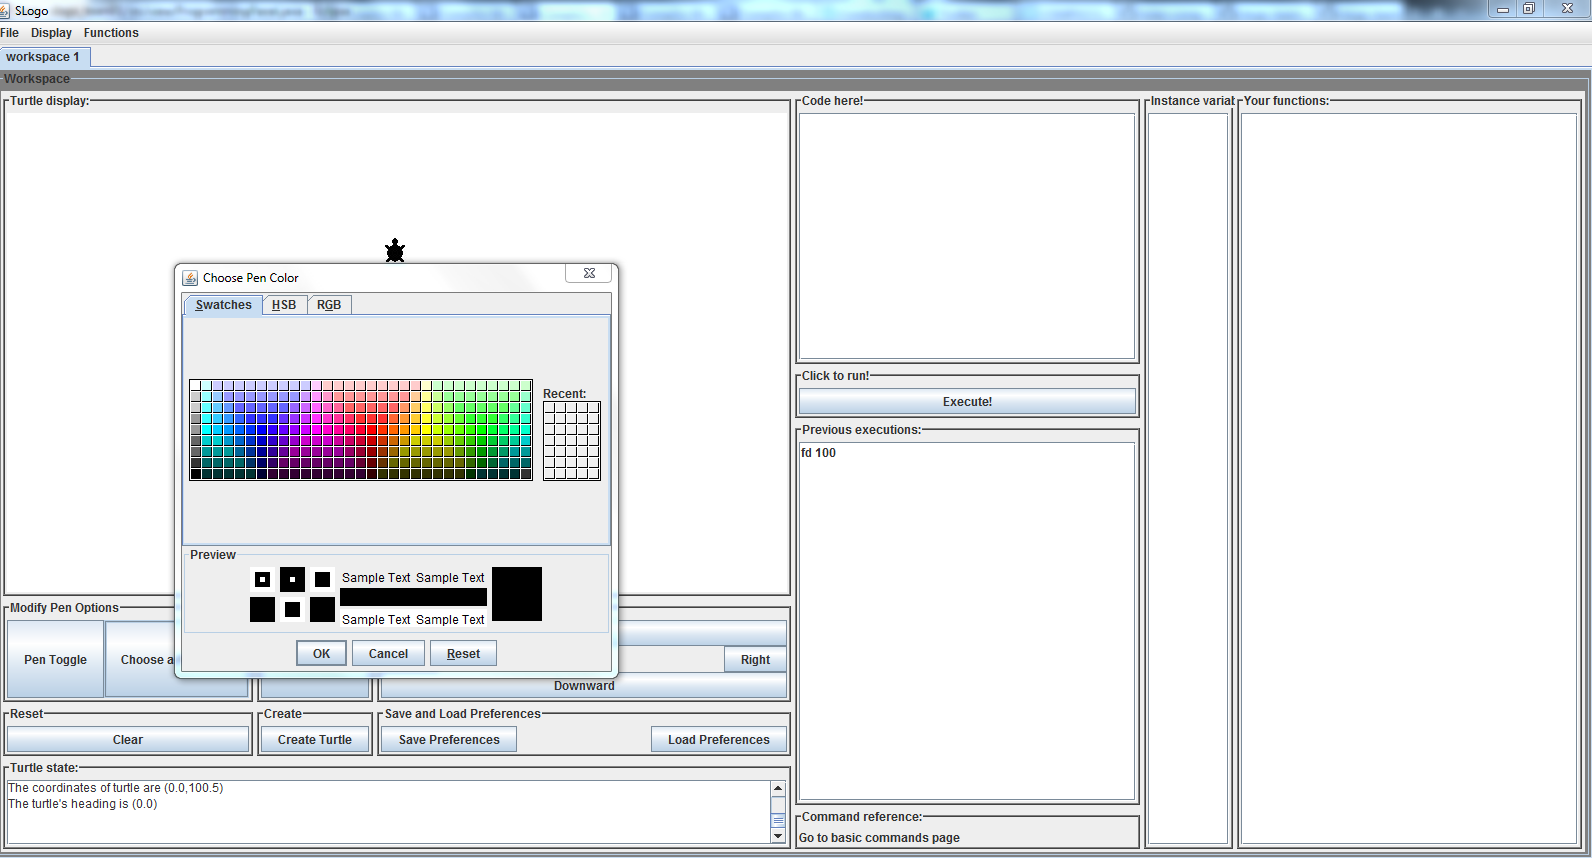 SLogo
File Display Functions
workspace 1
Workspace
Turtle display:
Code here!
Instance variat
Your functions:
Choose Pen Color
Swatches HSB RGB
Recent:
Preview
Sample Text Sample Text
Sample Text Sample Text
OK Cancel Reset
Click to run!
Execute!
Previous executions:
fd 100
Modify Pen Options
Pen Toggle
Choose a
Right
Downward
Reset
Clear
Create
Create Turtle
Save and Load Preferences
Save Preferences
Load Preferences
Turtle state:
The coordinates of turtle are (0.0,100.5)
The turtle's heading is (0.0)
Command reference:
Go to basic commands page